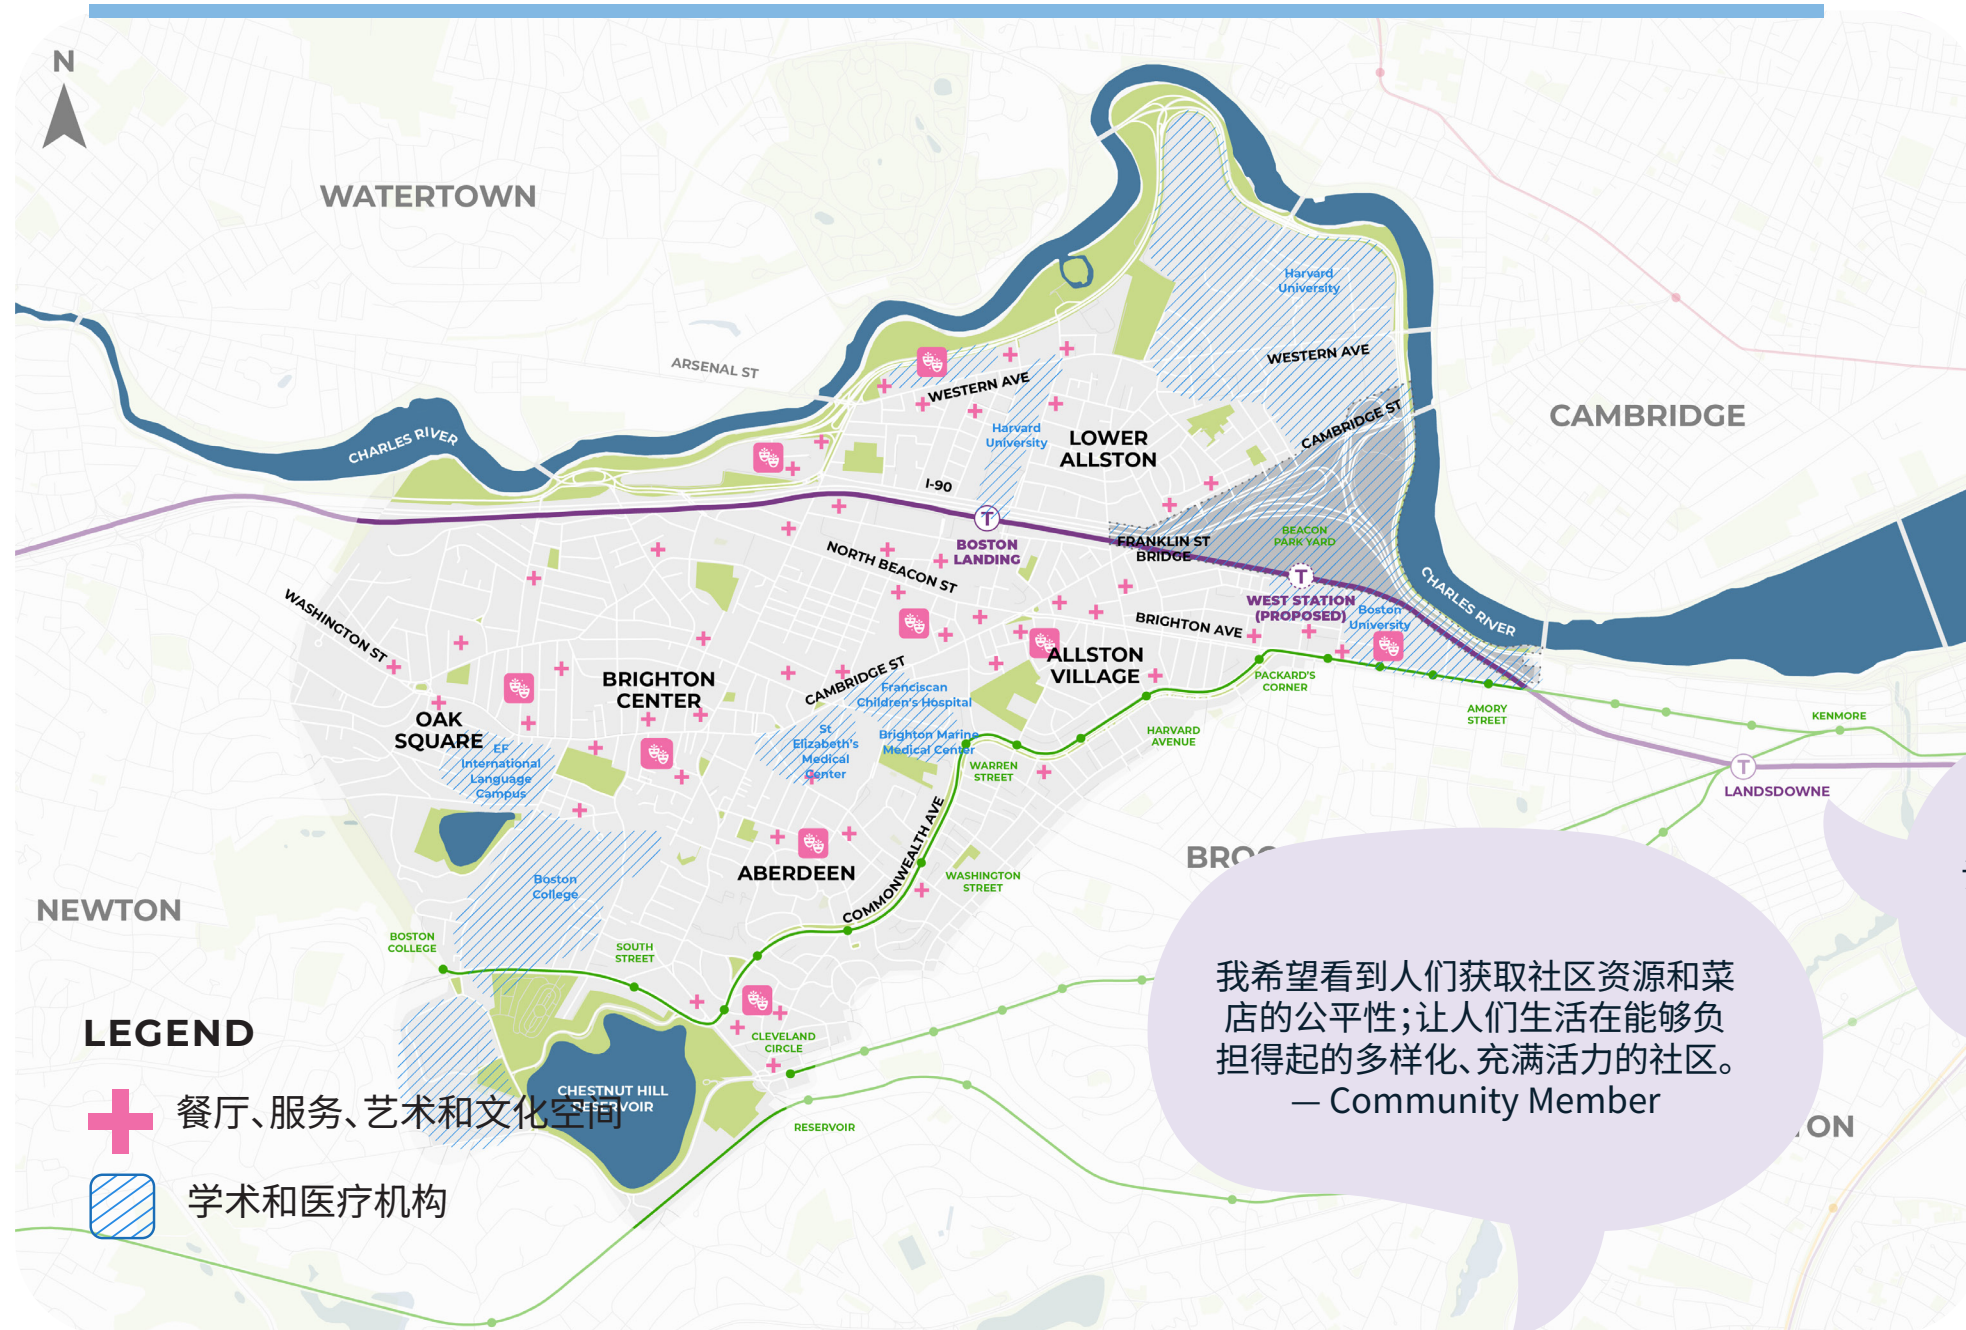 N
WATERTOWN
ARSENAL ST
CHARLES RIVER
Harvard
University
WESTERN AVE
CAMBRIDGE ST
CAMBRIDGE
WESTERN AVE
Harvard
University
LOWER
ALLSTON
I-90
BOSTON
LANDING
FRANKLIN ST
BRIDGE
BEACON
PARK YARD
WEST STATION
(PROPOSED)
Boston
University
CHARLES RIVER
NORTH BEACON ST
WASHINGTON ST
BRIGHTON AVE
ALLSTON
VILLAGE
BRIGHTON
CENTER
CAMBRIDGE ST
OAK
SQUARE
EF
International
Language
Campus
Franciscan
Children's Hospital
St
Elizabeth's
Medical
Center
Brighton Marine
Medical Center
PACKARD'S
CORNER
HARVARD
AVENUE
AMORY
STREET
KENMORE
LANDSDOWNE
WARREN
STREET
WASHINGTON
STREET
COMMONWEALTH AVE
ABERDEEN
Boston
College
NEWTON
BOSTON
COLLEGE
SOUTH
STREET
CLEVELAND
CIRCLE
CHESTNUT HILL
RESERVOIR
RESERVOIR
LEGEND
餐厅、服务、艺术和文化空间
学术和医疗机构
我希望看到人们获取社区资源和菜
店的公平性；让人们生活在能够负
担得起的多样化、充满活力的社区。
— Community Member